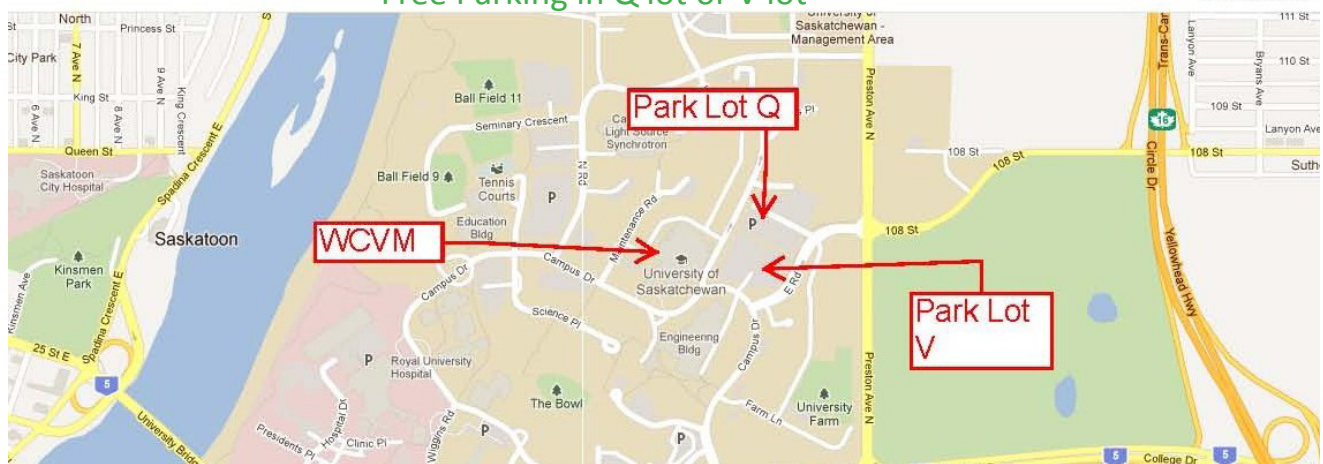 Free Parking in Q lot or V lot
North
Princess St
University of
Saskatchewan -
Management Area
111 St
City Park
7 Ave N
9 Ave N
8 Ave N
6 Ave N
King St
King Crescent
Queen St
Spadina Crescent E
Saskatoon
City Hospital
Ball Field 11
Seminary Crescent
Light Source
Synchrotron
Park Lot Q
Pl
Preston Ave N
Lanyon Ave
Bryans Ave
110 St
109 St
Lanyon Ave
16
Circle Dr
108 St
108 St
108 St
Ball Field 9
Tennis
Courts
N Rd
P
Maintenance Rd
Education
Bldg
WCVM
Saskatoon
Kinsmen
Park
Kinsmen Ave
Spadina Crescent E
Campus Dr
Campus Dr
University of
Saskatchewan
P
E Rd
108 St
Yellowhead Hwy
Park Lot
V
Science Pl
Engineering
Bldg
Campus Dr
25 St E
5
Royal University
Hospital
P
The Bowl
Farm Ln
University
Farm
Preston Ave N
University Bridge
Presidents Pl
Hospital Dr
Clinic Pl
Wiggins Rd
P
P
5
College Dr
5